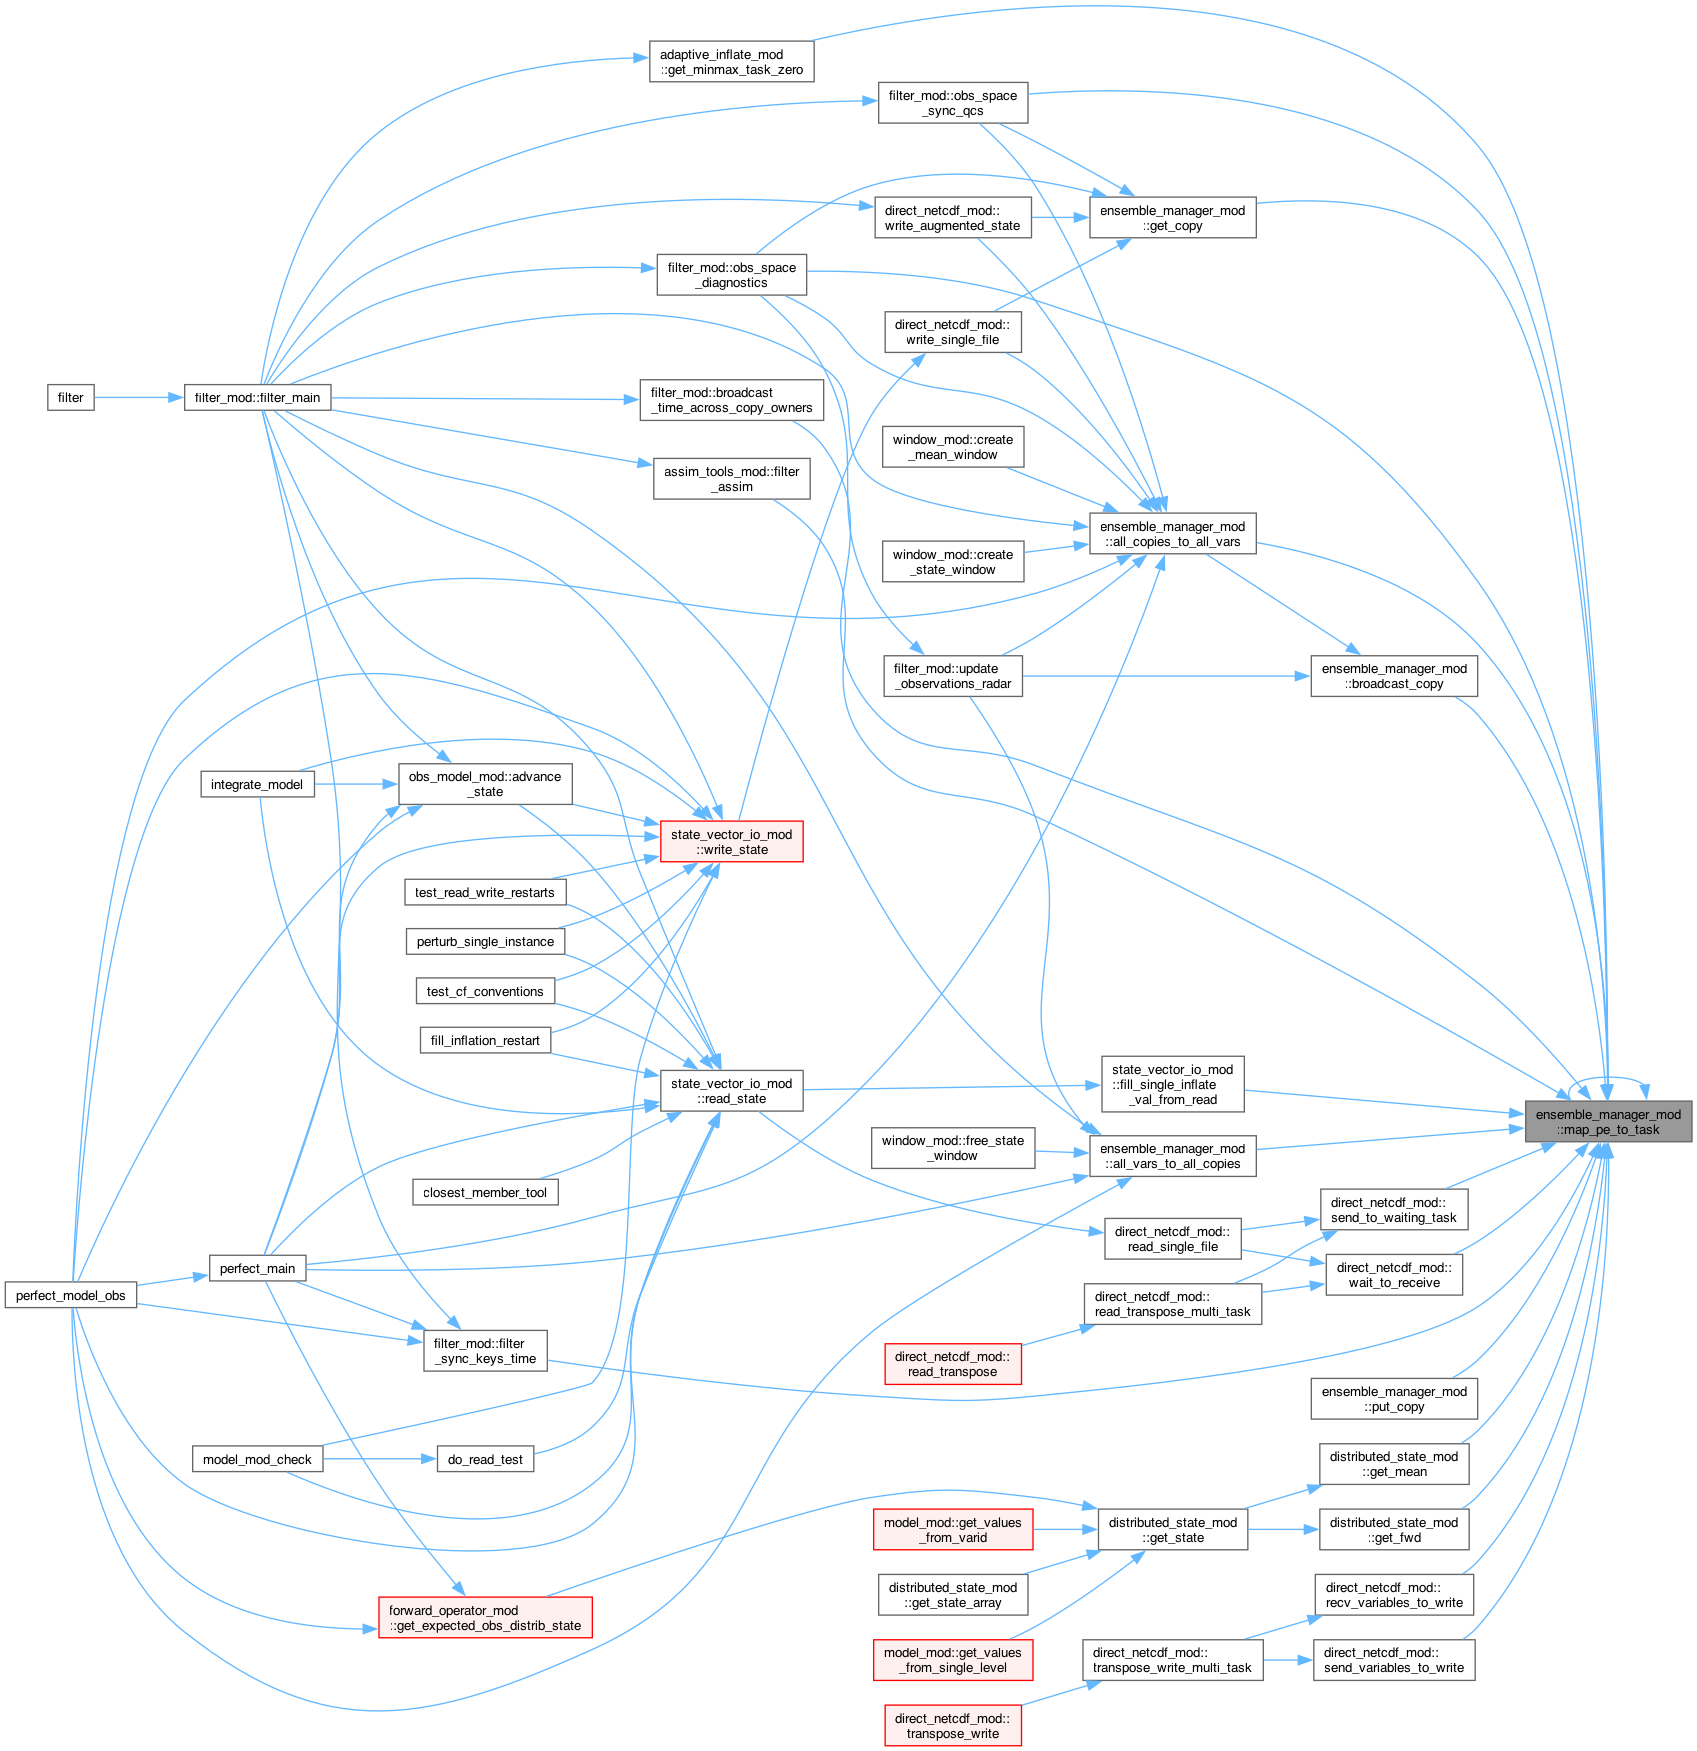 adaptive_inflate_mod
::get_minmax_task_zero
filter_mod::obs_space
_sync_qcs
direct_netcdf_mod::
write_augmented_state
ensemble_manager_mod
::get_copy
filter_mod::obs_space
_diagnostics
direct_netcdf_mod::
write_single_file
filter
filter_mod::filter_main
filter_mod::broadcast
_time_across_copy_owners
window_mod::create
_mean_window
assim_tools_mod::filter
_assim
ensemble_manager_mod
::all_copies_to_all_vars
window_mod::create
_state_window
filter_mod::update
_observations_radar
ensemble_manager_mod
::broadcast_copy
integrate_model
obs_model_mod::advance
_state
state_vector_io_mod
::write_state
test_read_write_restarts
perturb_single_instance
test_cf_conventions
fill_inflation_restart
state_vector_io_mod
::read_state
state_vector_io_mod
::fill_single_inflate
_val_from_read
ensemble_manager_mod
::map_pe_to_task
window_mod::free_state
_window
ensemble_manager_mod
::all_vars_to_all_copies
closest_member_tool
direct_netcdf_mod::
send_to_waiting_task
direct_netcdf_mod::
read_single_file
perfect_main
direct_netcdf_mod::
wait_to_receive
perfect_model_obs
direct_netcdf_mod::
read_transpose_multi_task
filter_mod::filter
_sync_keys_time
direct_netcdf_mod::
read_transpose
ensemble_manager_mod
::put_copy
model_mod_check
do_read_test
distributed_state_mod
::get_mean
model_mod::get_values
_from_varid
distributed_state_mod
::get_state
distributed_state_mod
::get_fwd
distributed_state_mod
::get_state_array
direct_netcdf_mod::
recv_variables_to_write
forward_operator_mod
::get_expected_obs_distrib_state
model_mod::get_values
_from_single_level
direct_netcdf_mod::
transpose_write_multi_task
direct_netcdf_mod::
send_variables_to_write
direct_netcdf_mod::
transpose_write